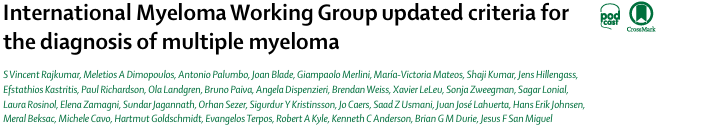 International Myeloma Working Group updated criteria for
the diagnosis of multiple myeloma
pod
cast
CrossMark
S Vincent Rajkumar, Meletios A Dimopoulos, Antonio Palumbo, Joan Blade, Giampaolo Merlini, María-Victoria Mateos, Shaji Kumar, Jens Hillengass,
Efstathios Kastritis, Paul Richardson, Ola Landgren, Bruno Paiva, Angela Dispenzieri, Brendan Weiss, Xavier LeLeu, Sonja Zweegman, Sagar Lonial,
Laura Rosinol, Elena Zamagni, Sundar Jagannath, Orhan Sezer, Sigurdur Y Kristinsson, Jo Caers, Saad Z Usmani, Juan José Lahuerta, Hans Erik Johnsen,
Meral Beksac, Michele Cavo, Hartmut Goldschmidt, Evangelos Terpos, Robert A Kyle, Kenneth C Anderson, Brian G M Durie, Jesus F San Miguel